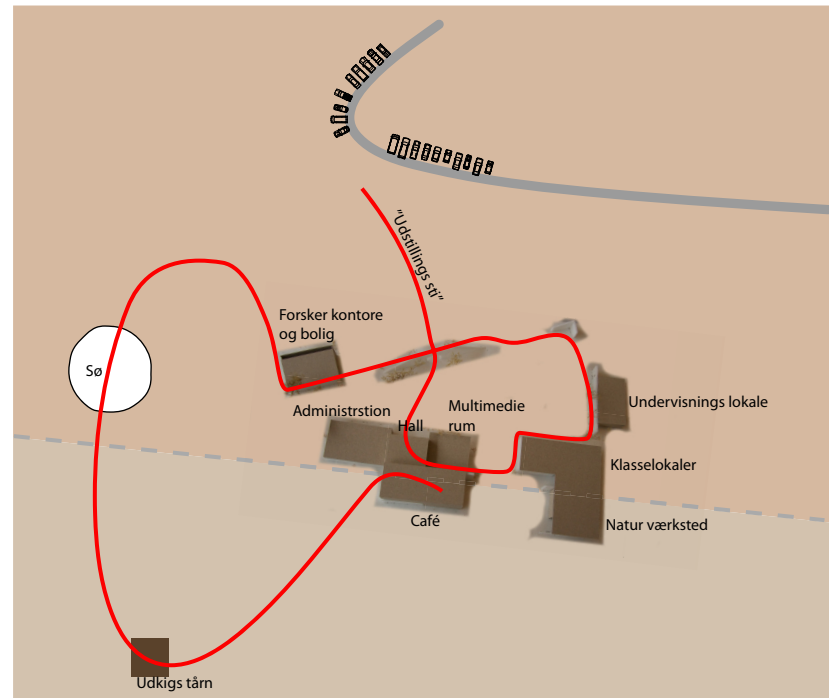 "Udstillings sti"
Forsker kontore
og bolig
Sø
Administrstion
Hall
Multimedie
rum
Undervisnings lokale
Klasselokaler
Café
Natur værksted
Udkigs tårn